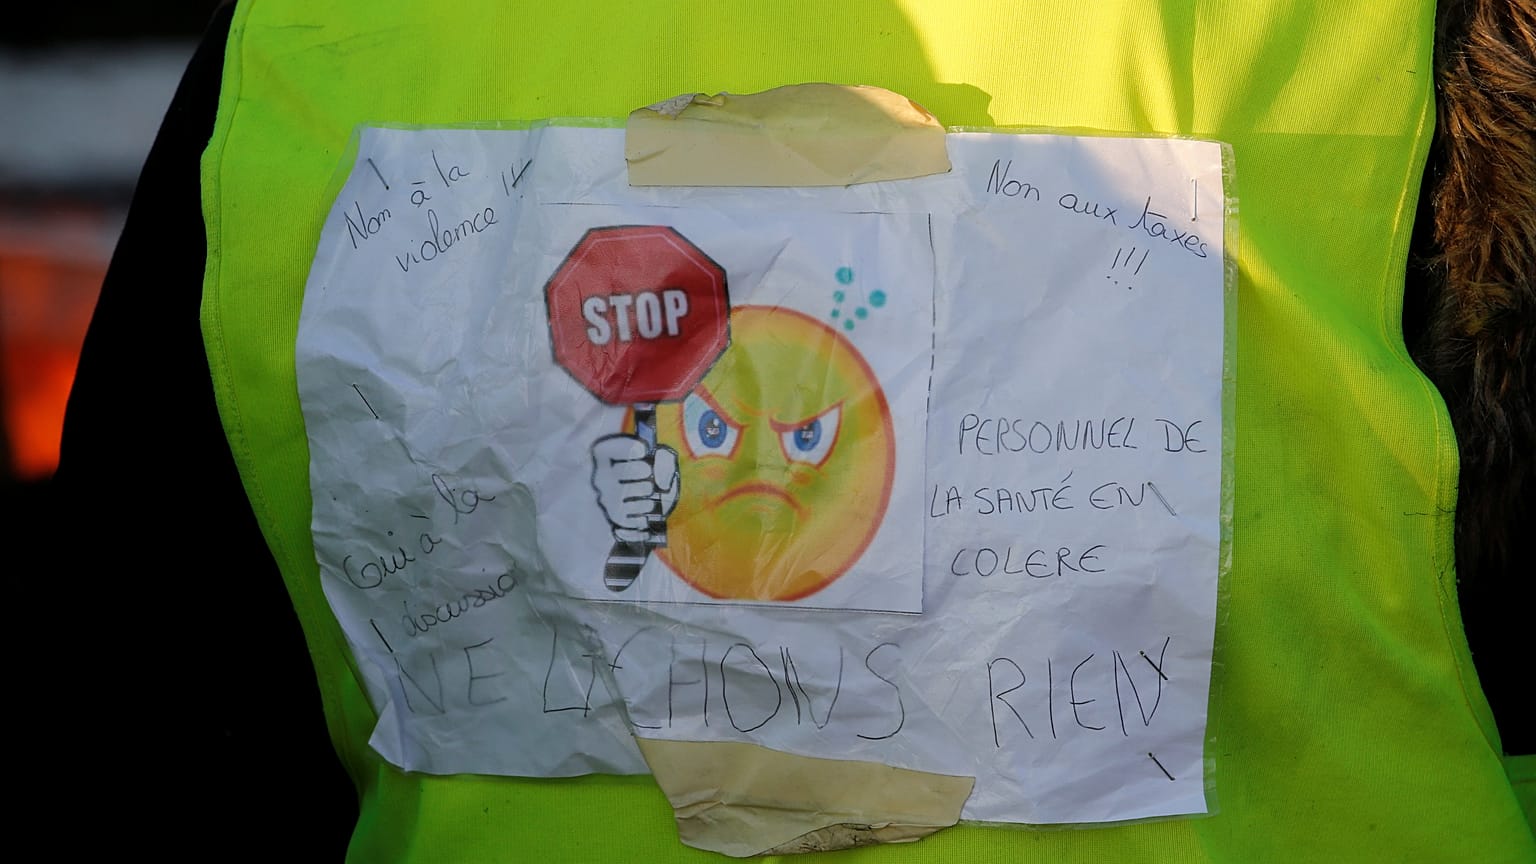 Non à la
violence !!!
Non aux taxes
!!!
STOP
PERSONNEL DE
LA SANTÉ EN
COLERE
Oui à la
discussion
NE LÂCHONS RIEN